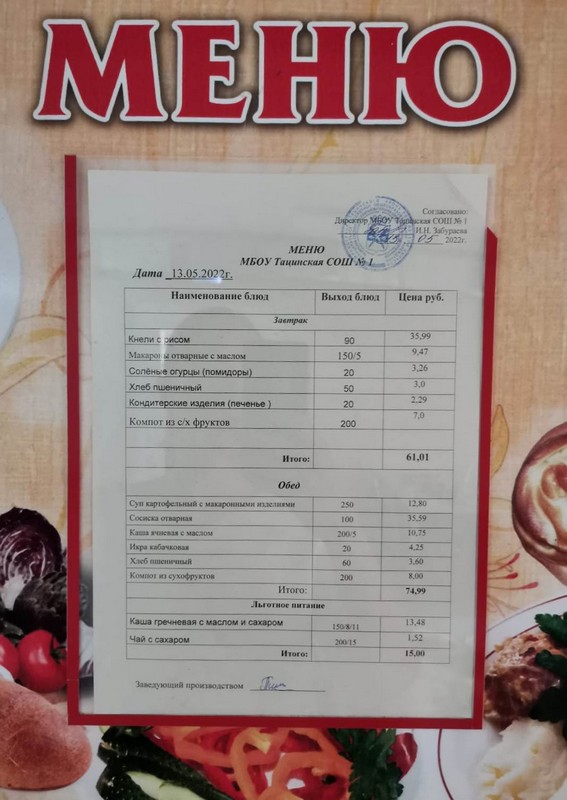 МЕНЮ
Согласовано
Директор МБОУ Тацинская СОШ № 1
И.Н. Забураева
05 2022г.
МЕНЮ
МБОУ Тацинская СОШ № 1
Дата 13.05.2022г.
Наименование блюд Выход блюд Цена руб.
Завтрак
Кнели с рисом 90 35,99
Макароны отварные с маслом 150/5 9,47
Солёные огурцы (помидоры) 20 3,26
Хлеб пшеничный 50 3,0
Кондитерские изделия (печенье ) 20 2,29
Компот из с/х фруктов 200 7,0
Итого: 61,01
Обед
Суп картофельный с макаронными изделиями 250 12,80
Сосиска отварная 100 35,59
Каша ячневая с маслом 200/5 10,75
Икра кабачковая 20 4,25
Хлеб пшеничный 60 3,60
Компот из сухофруктов 200 8,00
Итого: 74,99
Льготное питание
Каша гречневая с маслом и сахаром 150/8/11 13,48
Чай с сахаром 200/15 1,52
Итого: 15,00
Заведующий производством